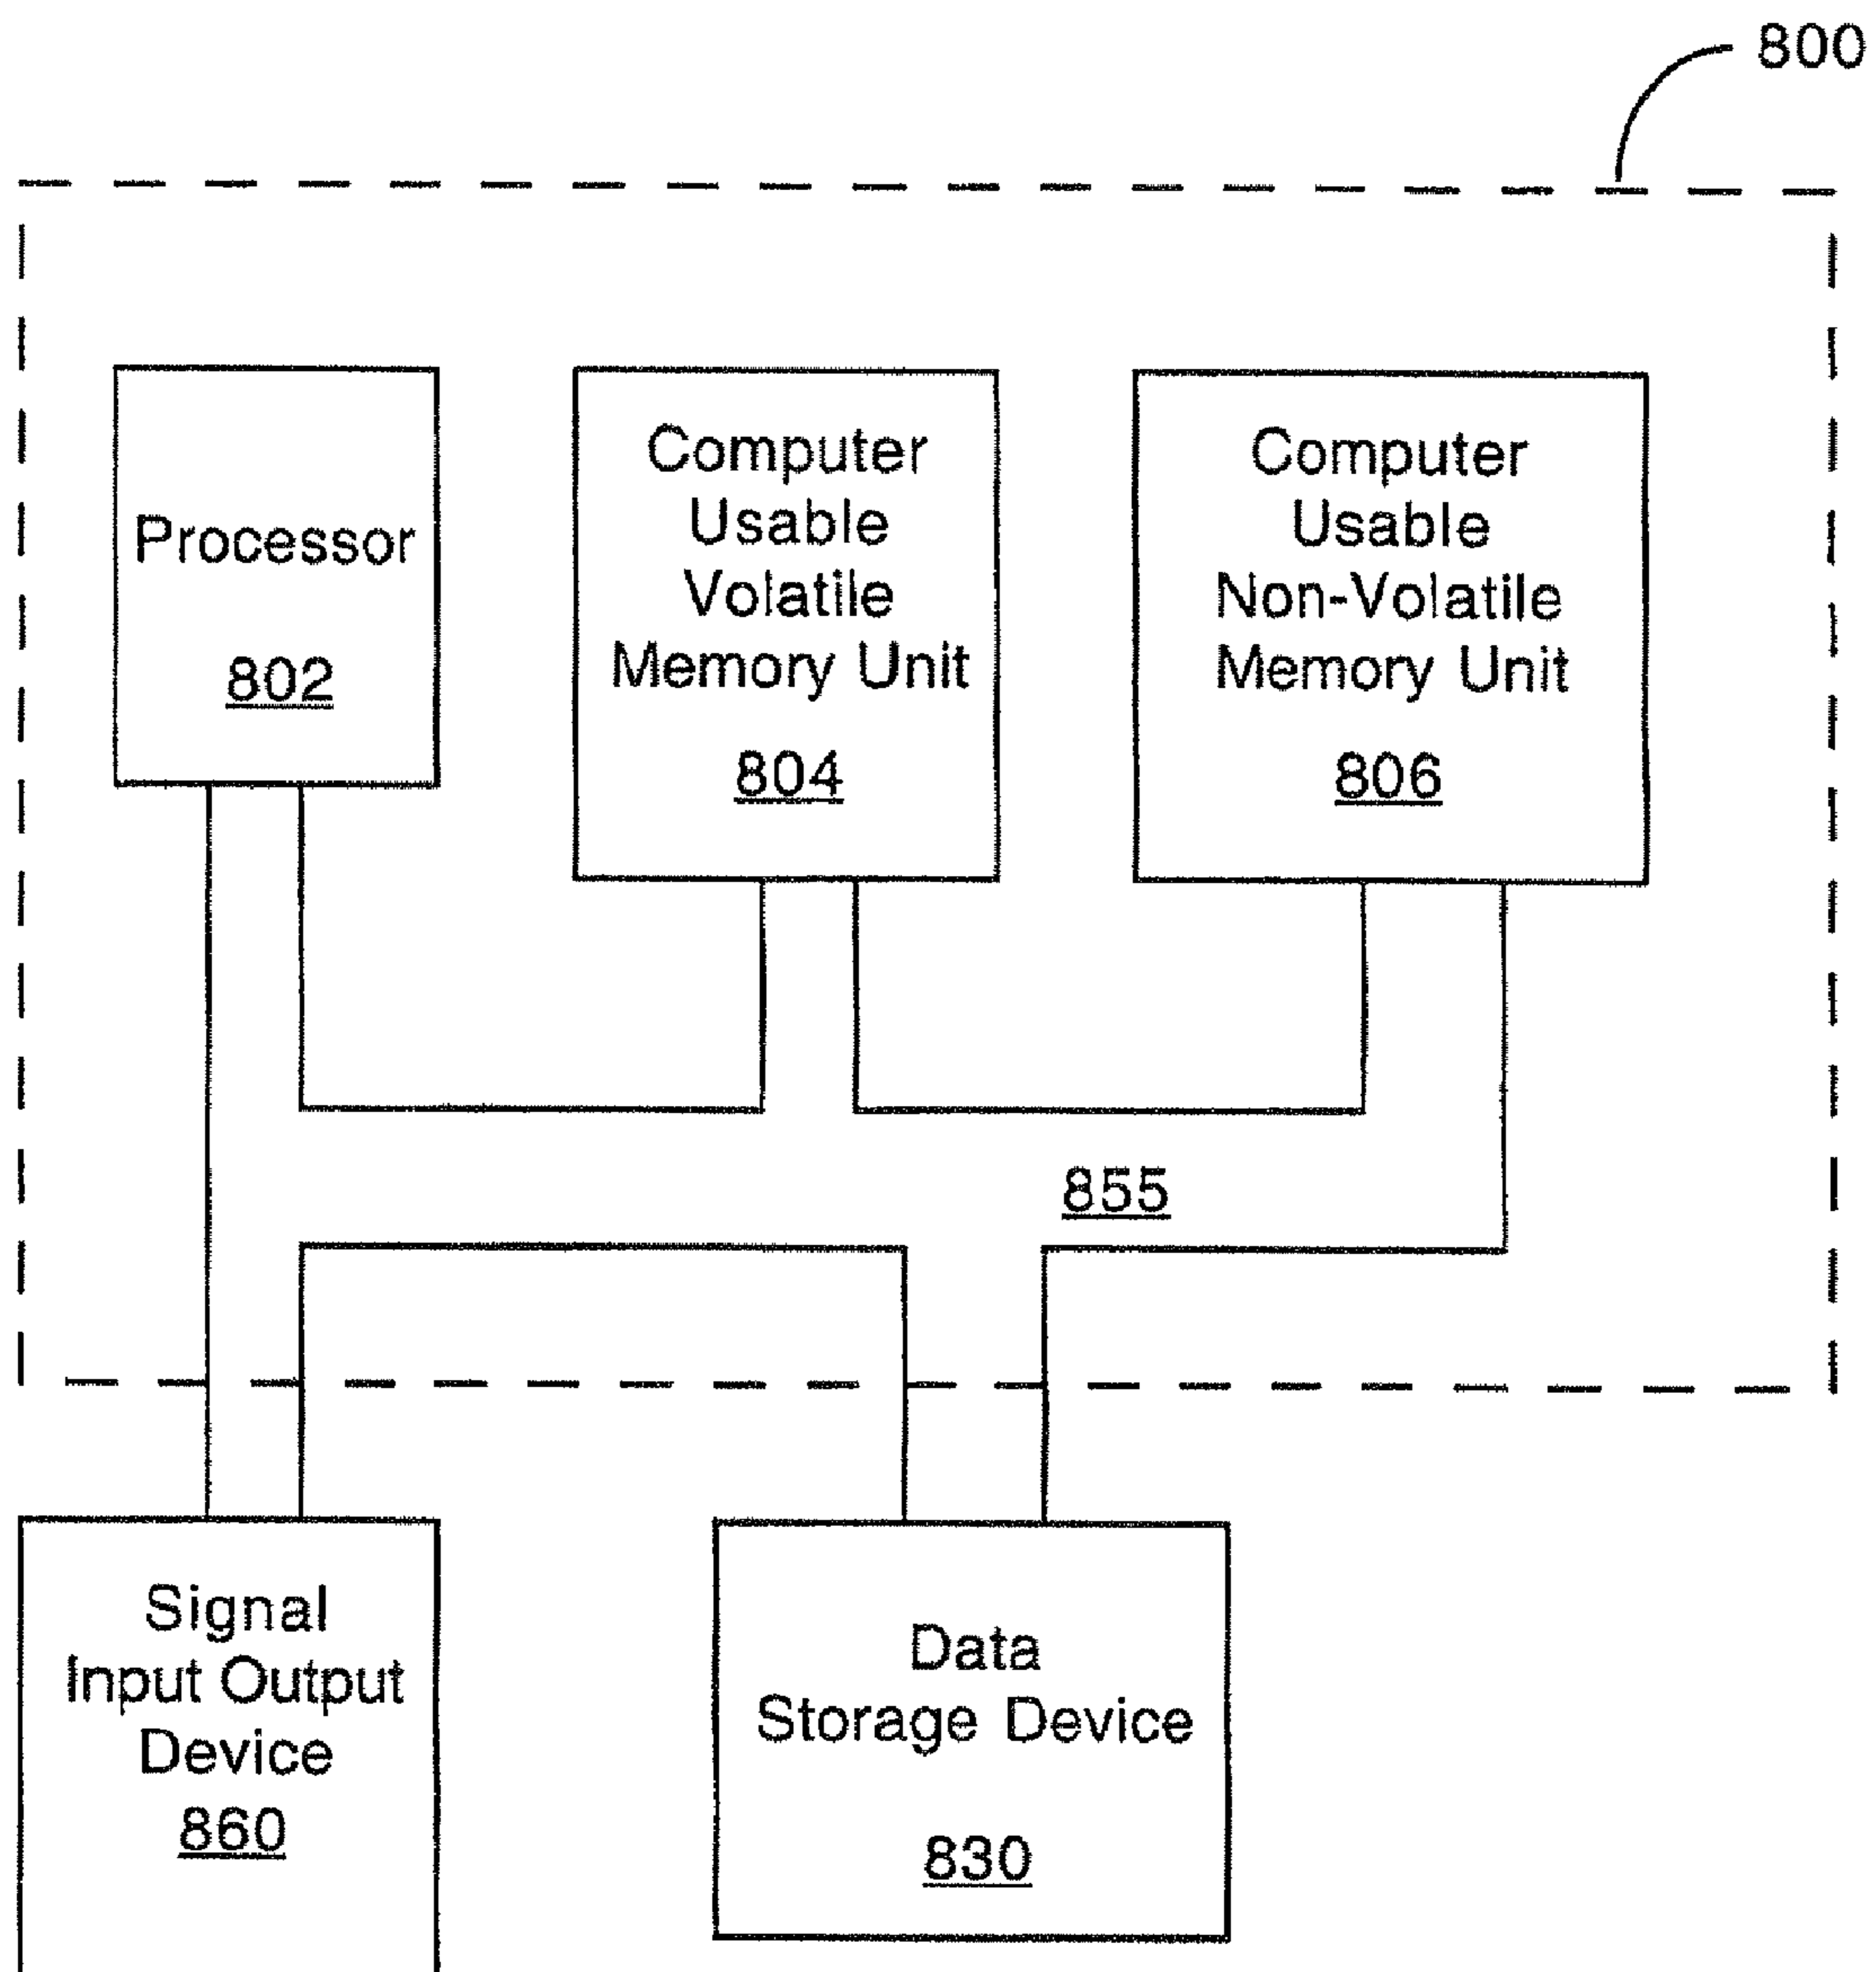 800
Processor
802
Computer
Usable
Volatile
Memory Unit
804
Computer
Usable
Non-Volatile
Memory Unit
806
855
Signal
Input Output
Device
860
Data
Storage Device
830